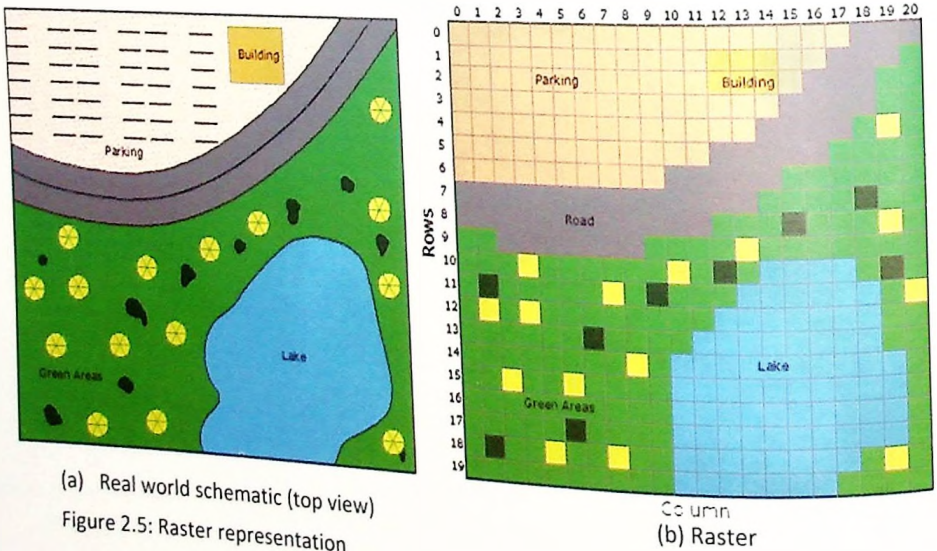 Building
Parking
Green Areas
Lake
(a) Real world schematic (top view)
Figure 2.5: Raster representation
0 1 2 3 4 5 6 7 8 9 10 11 12 13 14 15 16 17 18 19 20
0
1
2
3
4
5
6
7
8
9
10
11
12
13
14
15
16
17
18
19
Rows
Parking
Building
Road
Lake
Green Areas
Co umn
(b) Raster